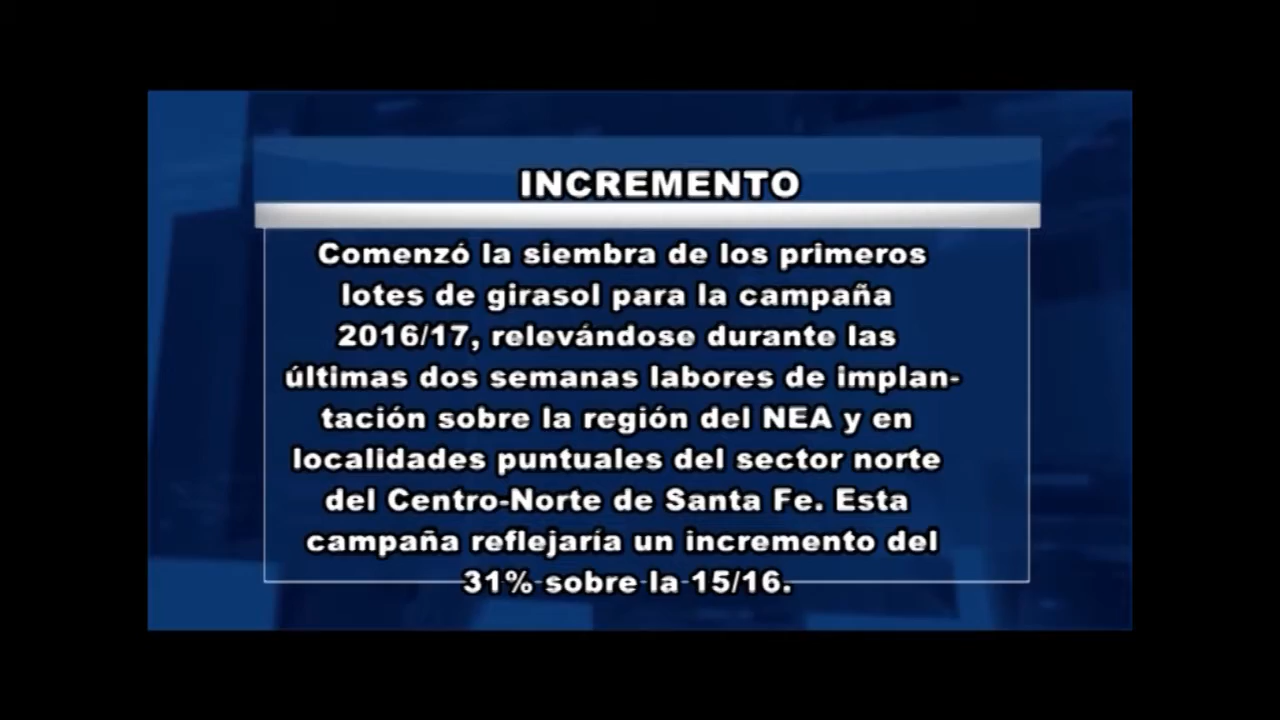 INCREMENTO
Comenzó la siembra de los primeros
lotes de girasol para la campaña
2016/17, relevándose durante las
últimas dos semanas labores de implan-
tación sobre la región del NEA y en
localidades puntuales del sector norte
del Centro-Norte de Santa Fe. Esta
campaña reflejaría un incremento del
31% sobre la 15/16.